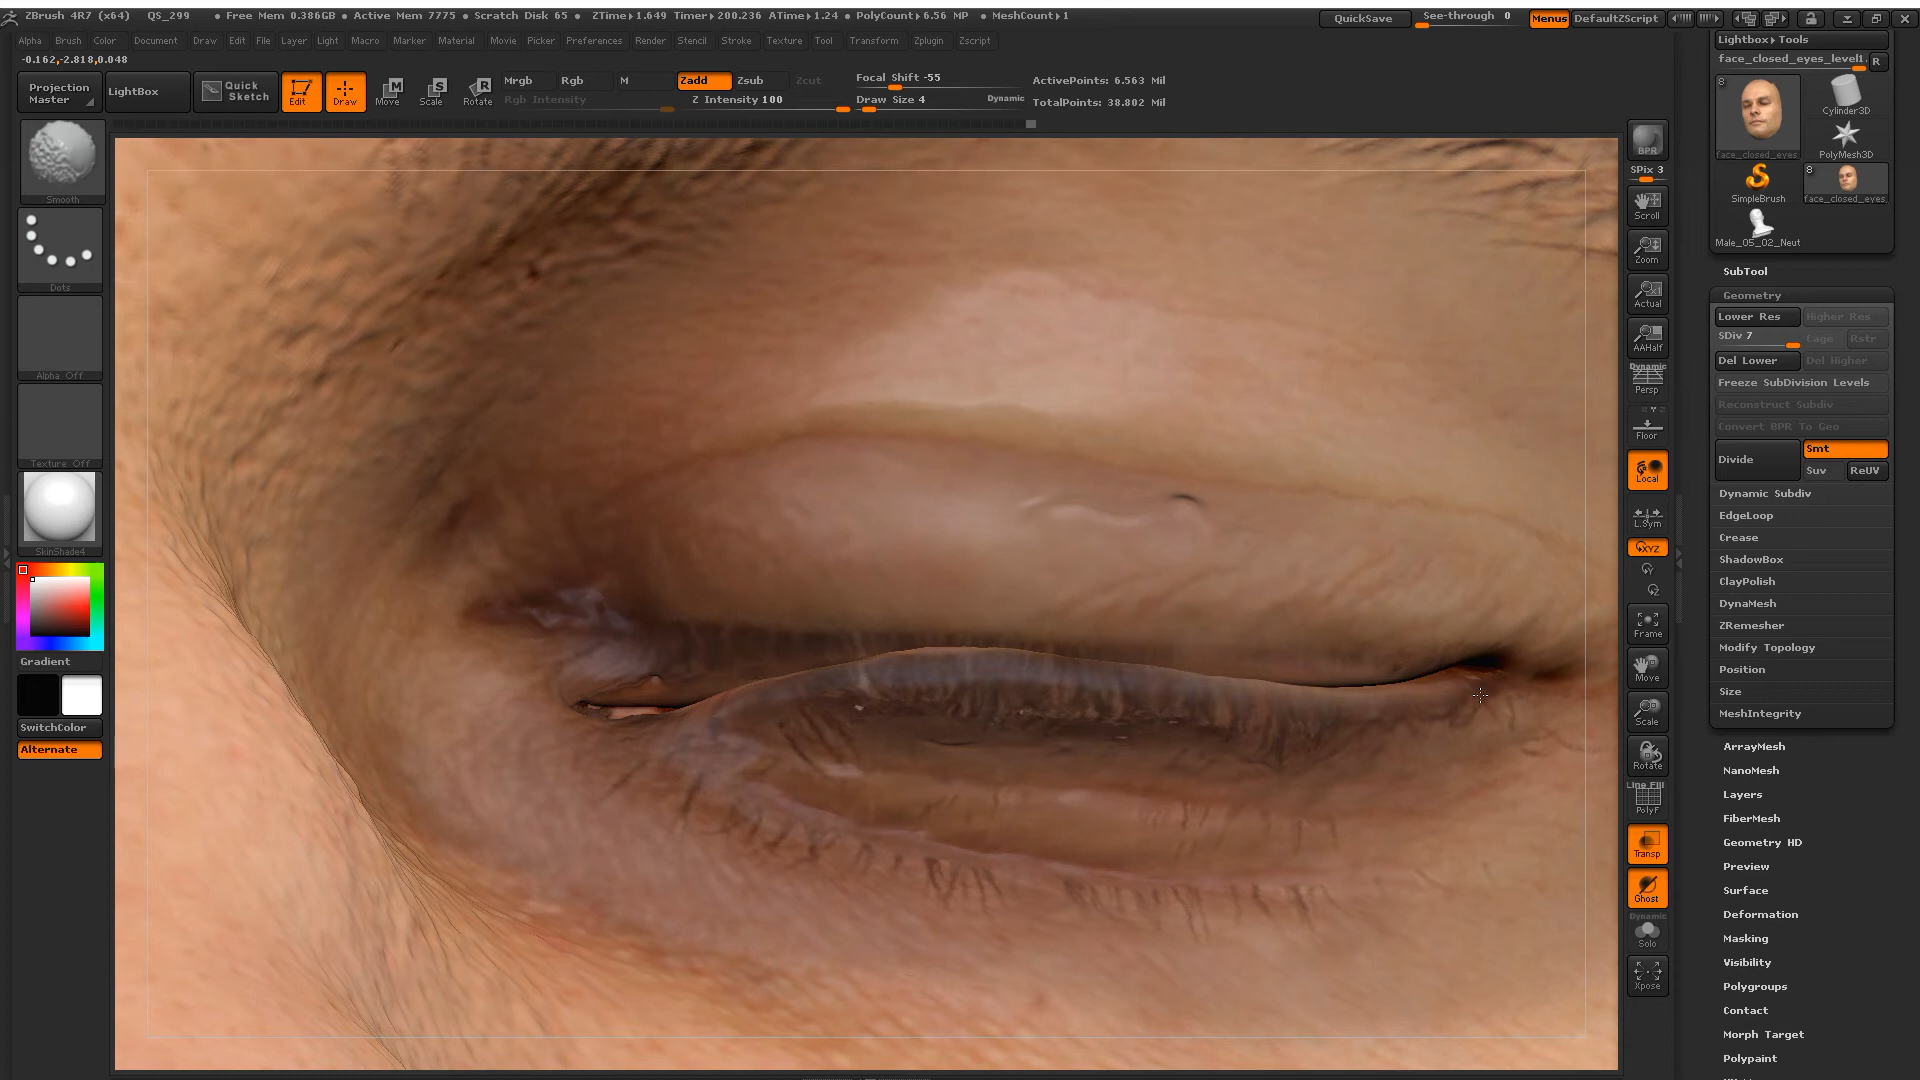 ZBrush 4R7 (x64) QS_299 • Free Mem 0.386GB • Active Mem 7775 • Scratch Disk 65 • ZTime▸1.649 Timer▸200.236 ATime▸1.24 • PolyCount▸6.56 MP • MeshCount▸1 QuickSave See-through 0 Menus DefaultZScript
Alpha Brush Color Document Draw Edit File Layer Light Macro Marker Material Movie Picker Preferences Render Stencil Stroke Texture Tool Transform Zplugin Zscript
-0.162,-2.818,0.048
Projection Master
LightBox
Quick Sketch
Edit
Draw
Move
Scale
Rotate
Mrgb Rgb M Zadd Zsub Zcut
Rgb Intensity Z Intensity 100
Focal Shift -55
Draw Size 4 Dynamic
ActivePoints: 6.563 Mil
TotalPoints: 38.802 Mil
Smooth
Dots
Alpha Off
Texture Off
SkinShade4
Gradient
SwitchColor
Alternate
BPR
SPix 3
Scroll
Zoom
Actual
AAHalf
Dynamic
Persp
Floor
Local
L.Sym
XYZ
Y
Z
Frame
Move
Scale
Rotate
Line Fill
PolyF
Transp
Ghost
Dynamic
Solo
Xpose
Lightbox▸Tools
face_closed_eyes_level1. R
8
Cylinder3D
face_closed_eyes
PolyMesh3D
SimpleBrush
8
face_closed_eyes.
Male_05_02_Neut
SubTool
Geometry
Lower Res Higher Res
SDiv 7 Cage Rstr
Del Lower Del Higher
Freeze SubDivision Levels
Reconstruct Subdiv
Convert BPR To Geo
Divide Smt
Suv ReUV
Dynamic Subdiv
EdgeLoop
Crease
ShadowBox
ClayPolish
DynaMesh
ZRemesher
Modify Topology
Position
Size
MeshIntegrity
ArrayMesh
NanoMesh
Layers
FiberMesh
Geometry HD
Preview
Surface
Deformation
Masking
Visibility
Polygroups
Contact
Morph Target
Polypaint